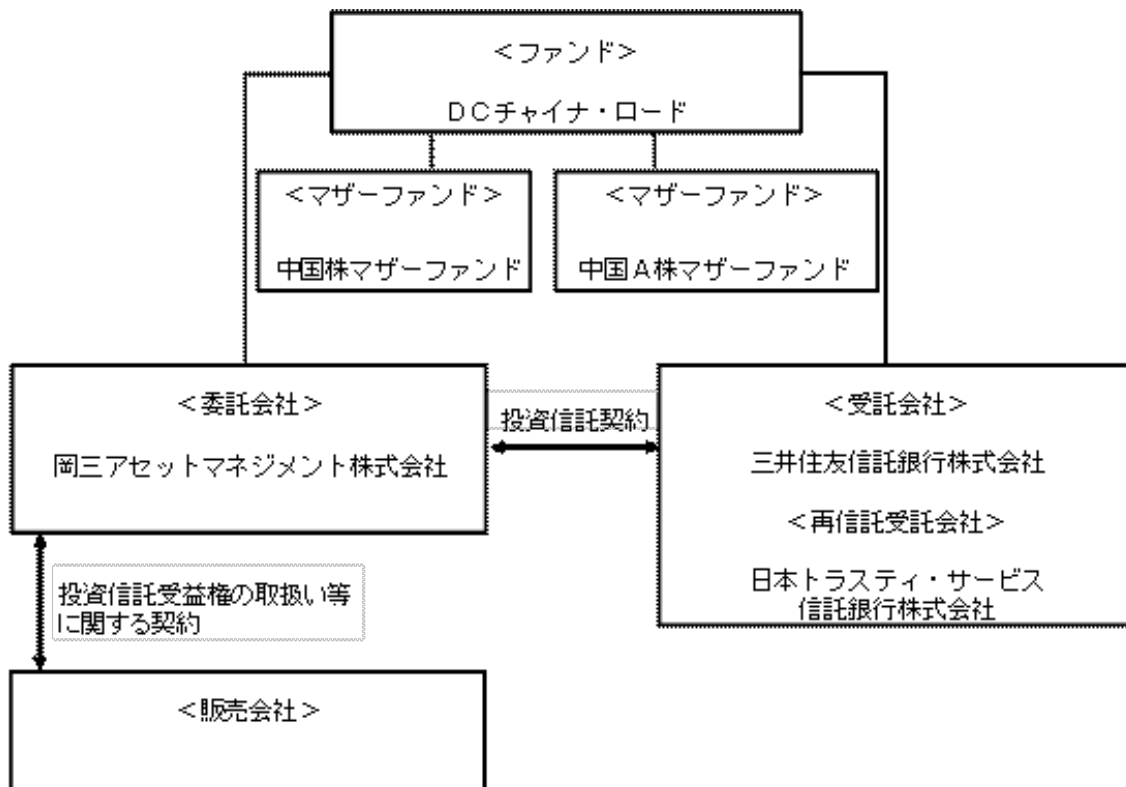 ＜ファンド＞
ＤＣチャイナ・ロード
＜マザーファンド＞
中国株マザーファンド
＜マザーファンド＞
中国Ａ株マザーファンド
＜委託会社＞
岡三アセットマネジメント株式会社
投資信託契約
＜受託会社＞
三井住友信託銀行株式会社
＜再信託受託会社＞
日本トラスティ・サービス
信託銀行株式会社
投資信託受益権の取扱い等
に関する契約
＜販売会社＞